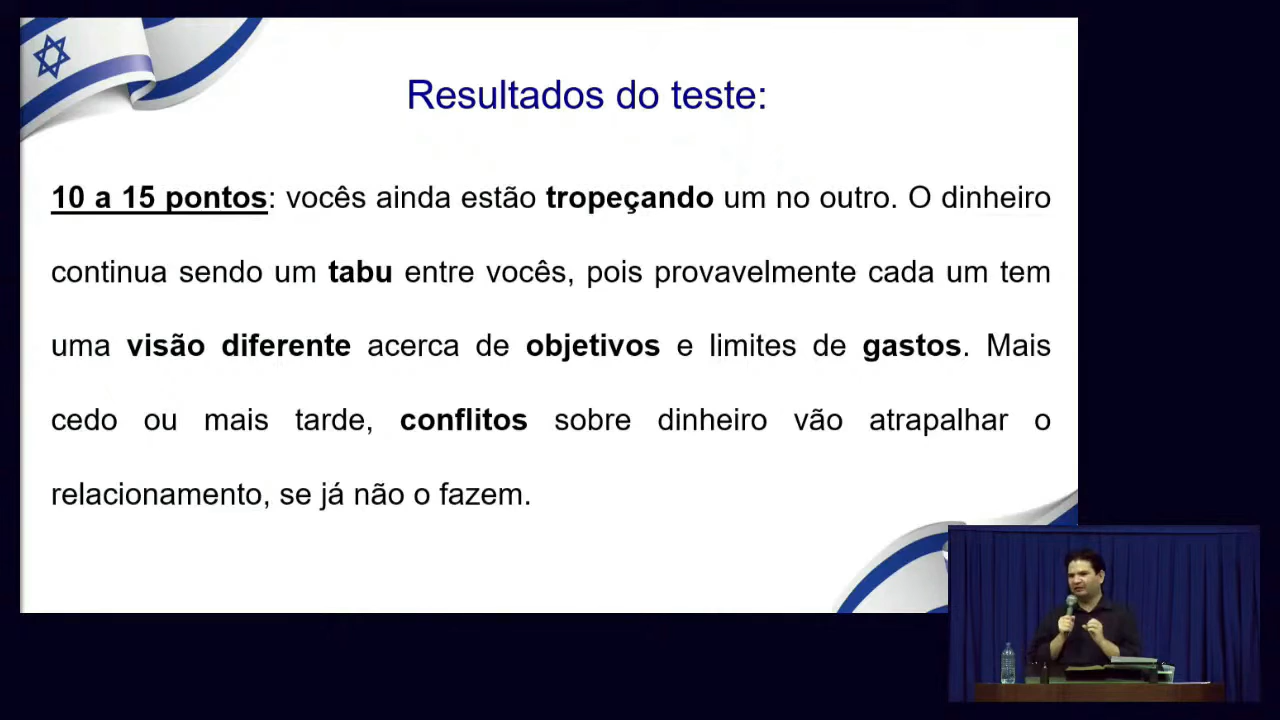 Resultados do teste:
10 a 15 pontos: vocês ainda estão tropeçando um no outro. O dinheiro
continua sendo um tabu entre vocês, pois provavelmente cada um tem
uma visão diferente acerca de objetivos e limites de gastos. Mais
cedo ou mais tarde, conflitos sobre dinheiro vão atrapalhar o
relacionamento, se já não o fazem.